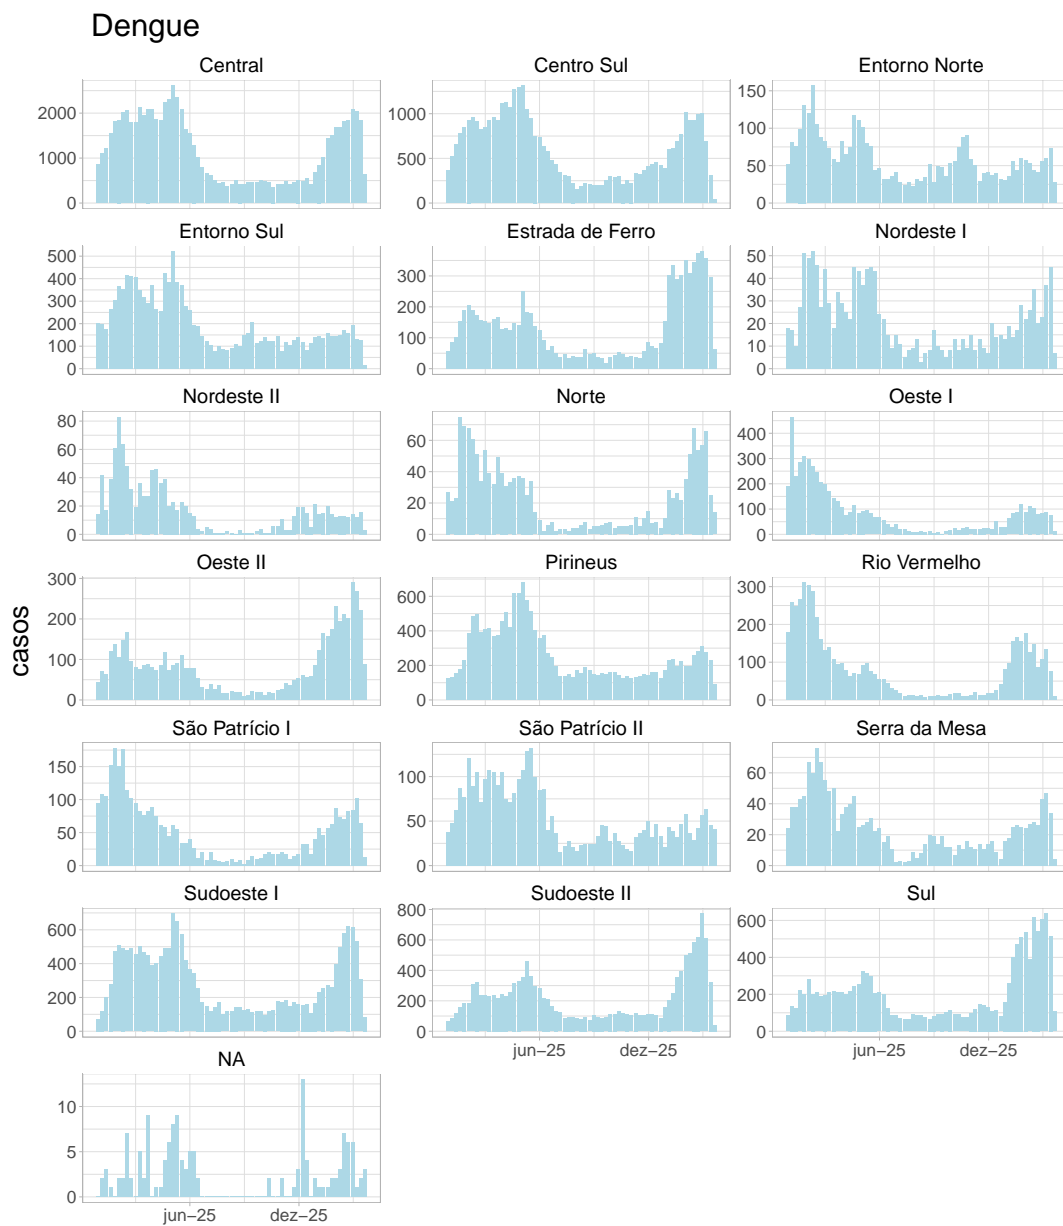 Dengue
Central
Centro Sul
Entorno Norte
2000
1000
0
1000
500
0
150
100
50
0
Entorno Sul
Estrada de Ferro
Nordeste I
500
400
300
200
100
0
300
200
100
0
50
40
30
20
10
0
Nordeste II
Norte
Oeste I
80
60
40
20
0
60
40
20
0
400
300
200
100
0
Oeste II
Pirineus
Rio Vermelho
300
200
100
0
600
400
200
0
300
200
100
0
casos
São Patrício I
São Patrício II
Serra da Mesa
150
100
50
0
100
50
0
60
40
20
0
Sudoeste I
Sudoeste II
Sul
600
400
200
0
800
600
400
200
0
600
400
200
0
jun−25
dez−25
jun−25
dez−25
NA
10
5
0
jun−25
dez−25